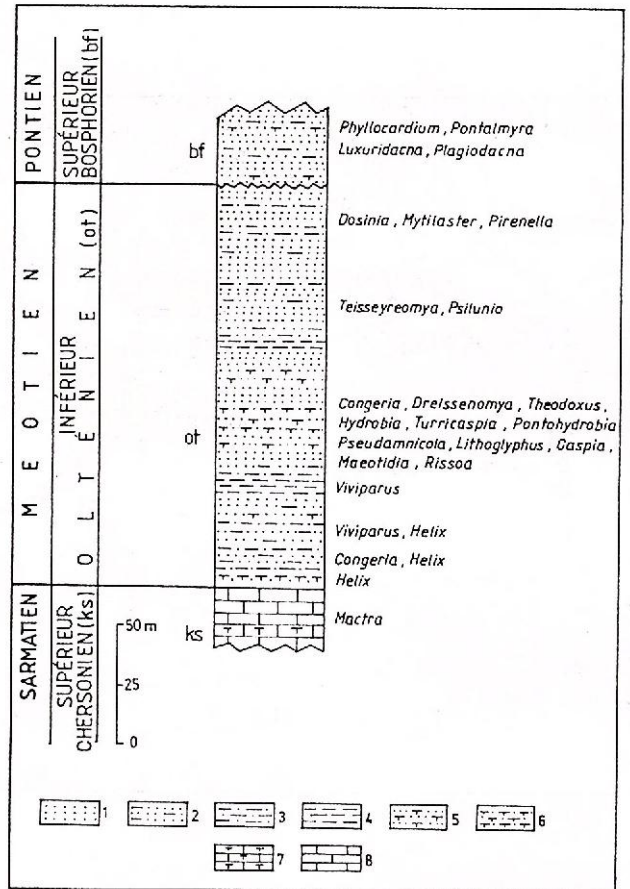 PONTIEN
SUPÉRIEUR
BOSPHORIEN (bf)
bf
Phyllocardium, Pontalmyra
Luxuridacna, Plagiodacna
MEOTIEN
INFÉRIEUR
OLTÉNIEN (ot)
ot
Dosinia, Mytilaster, Pirenella
Teisseyreomya, Psilunio
Congeria, Dreissenomya, Theodoxus,
Hydrobia, Turricaspia, Pontohydrobia
Pseudamnicola, Lithoglyphus, Caspia,
Maeotidia, Rissoa
Viviparus
Viviparus, Helix
Congeria, Helix
Helix
SARMATIEN
SUPÉRIEUR
CHERSONIEN (ks)
50 m
25
0
ks
Mactra
1 2 3 4 5 6
7 8